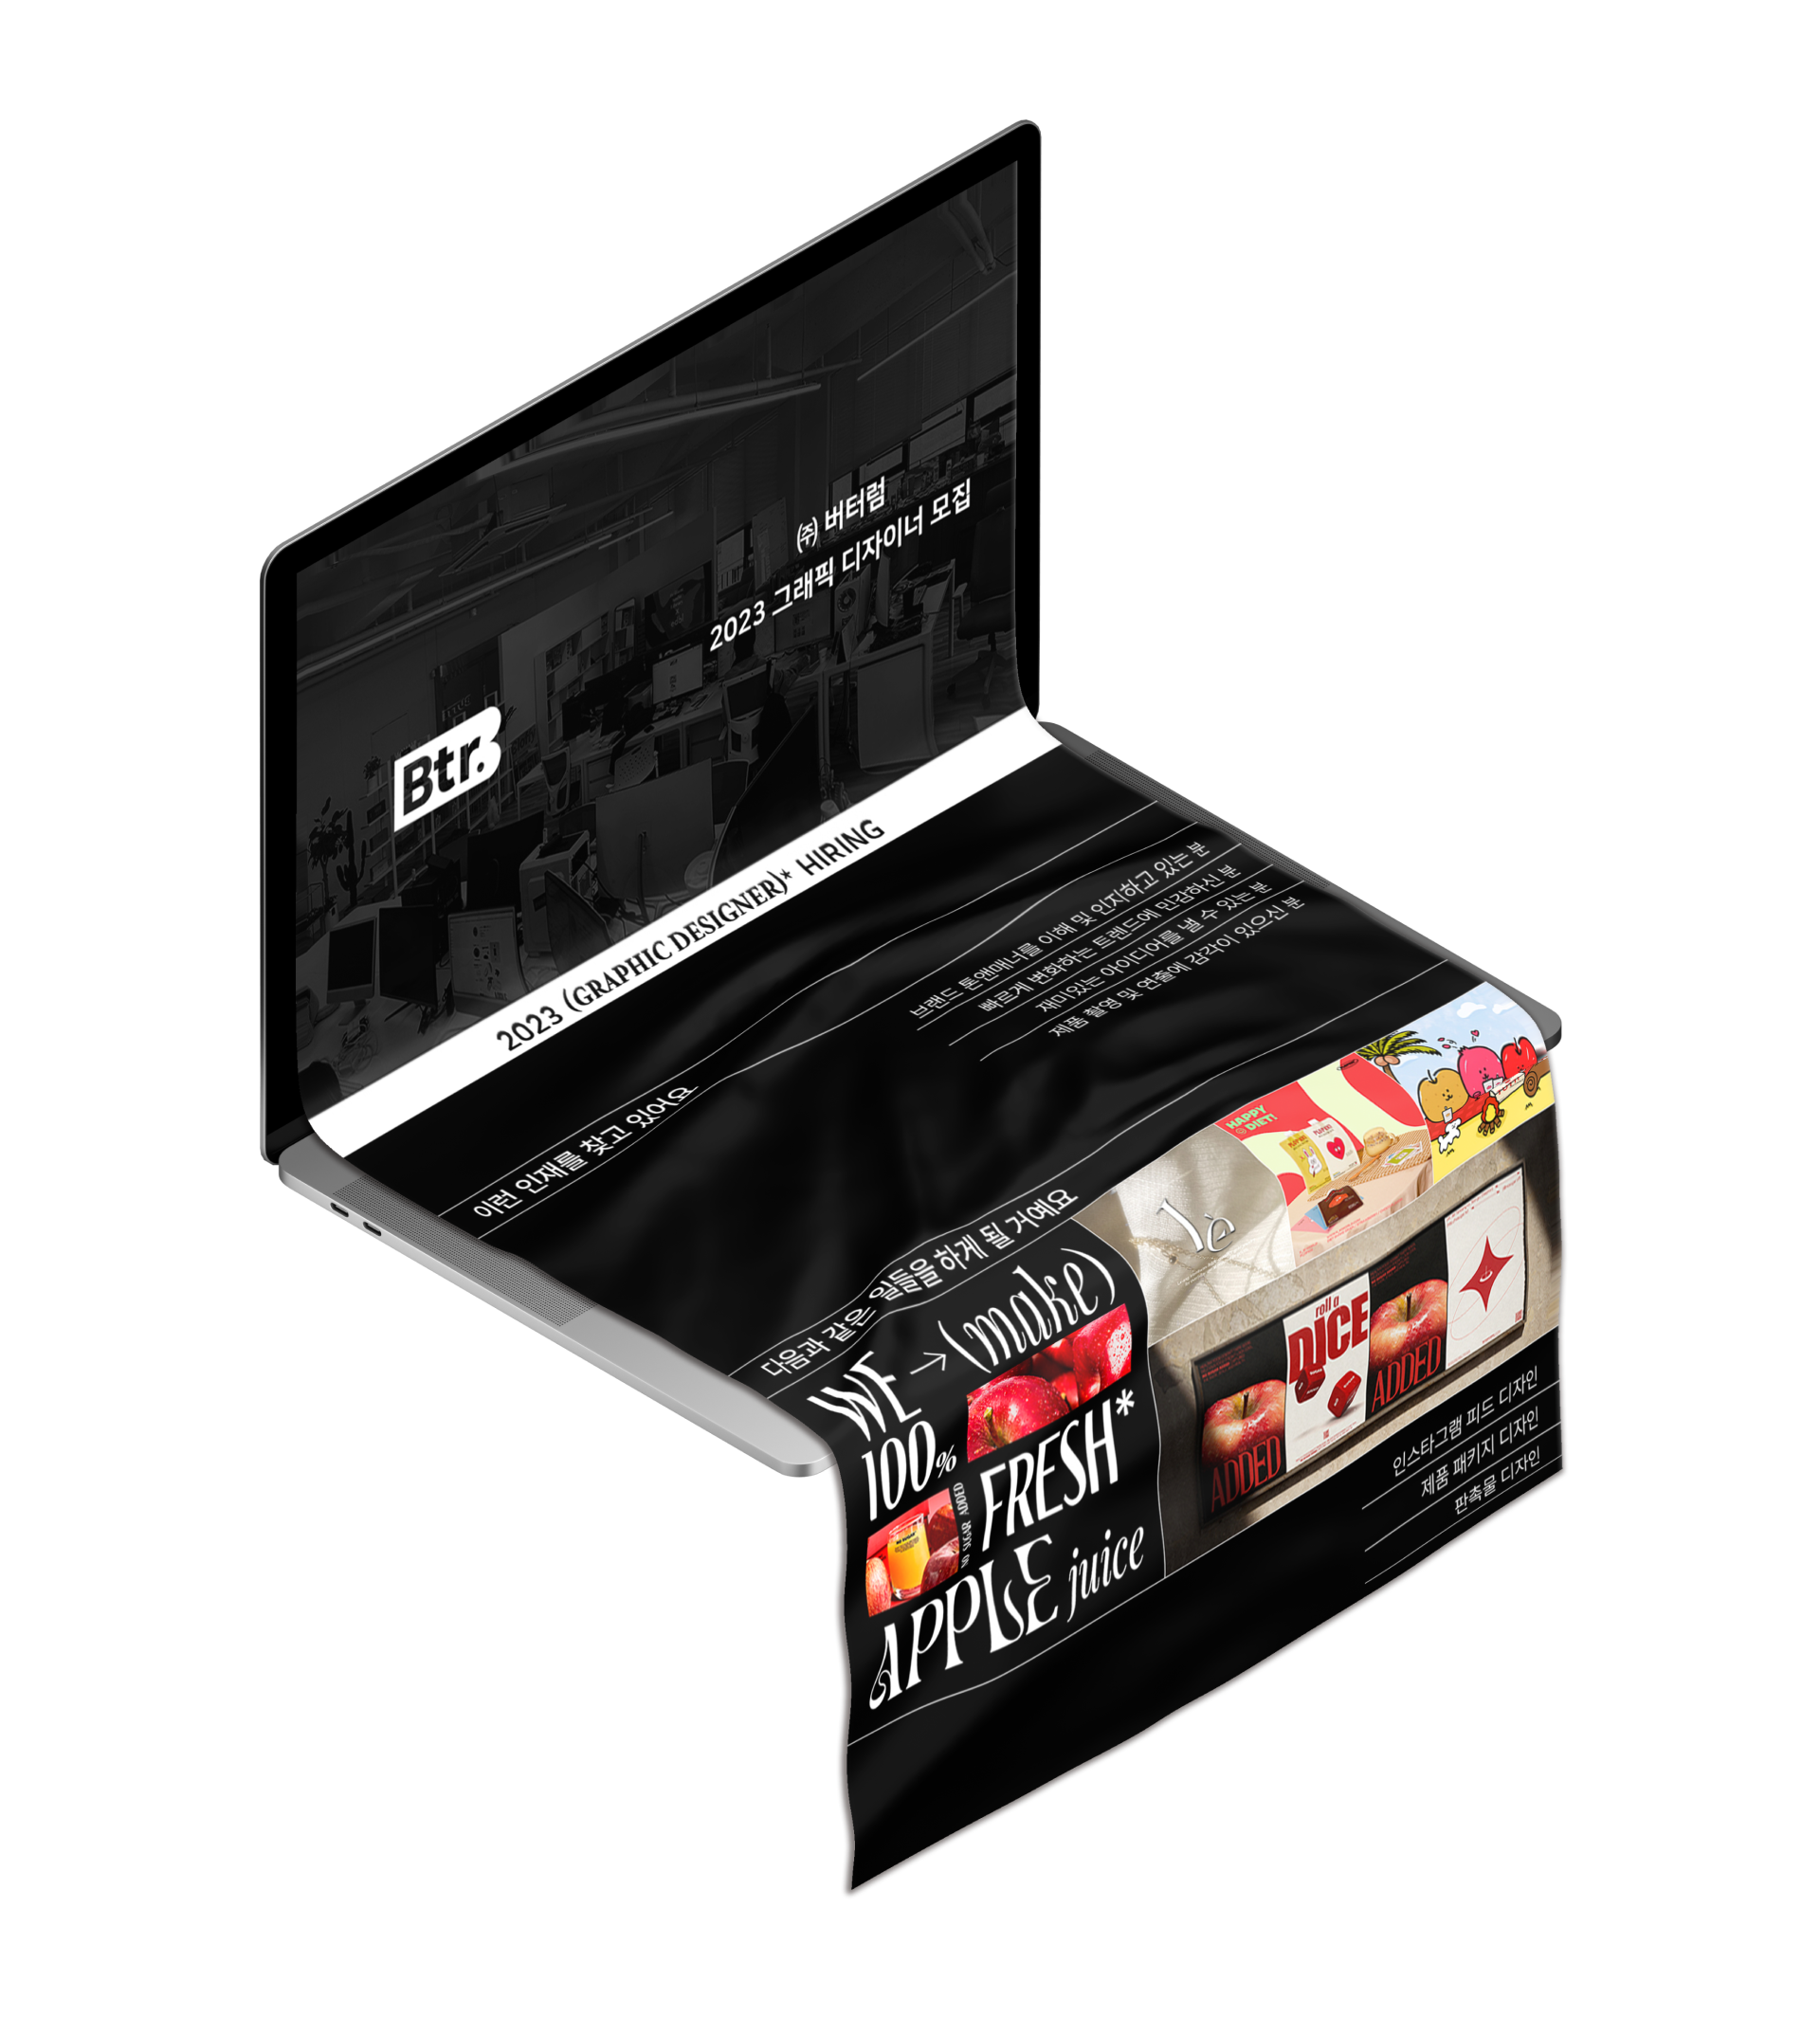 ㈜ 버터럼
2023 그래픽 디자이너 모집
Btr.
2023 (GRAPHIC DESIGNER)* HIRING
이런 인재를 찾고 있어요
브랜드 톤앤매너를 이해 및 인지하고 있는 분
빠르게 변화하는 트렌드에 민감하신 분
재미있는 아이디어를 낼 수 있는 분
제품 촬영 및 연출에 감각이 있으신 분
다음과 같은 일들을 하게 될 거예요
WE → (make)
100%
FRESH*
NO SUGAR ADDED
APPLE juice
HAPPY
DIET!
ADDED
roll a
DICE
ADDED
인스타그램 피드 디자인
제품 패키지 디자인
판촉물 디자인